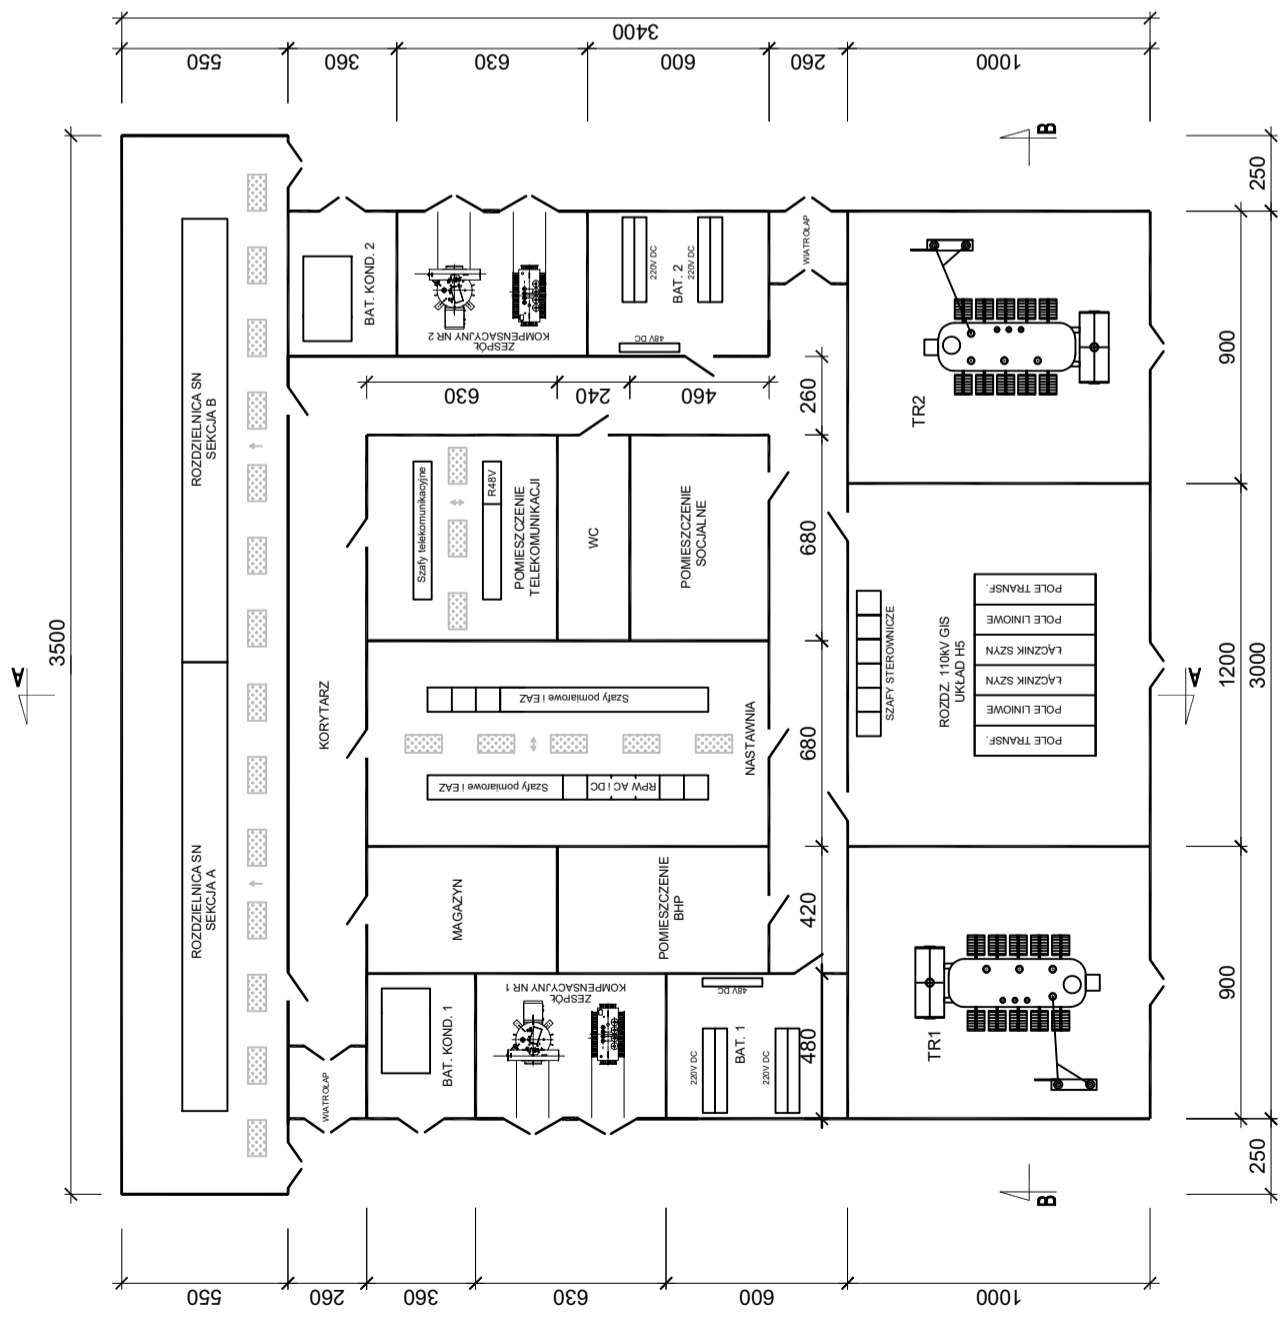 3400
550
360
630
600
260
1000
3500
250
B
ROZDZIELNICA SN
SEKCJA B
BAT. KOND. 2
ZESPÓŁ
KOMPENSACYJNY NR 2
220V DC
BAT. 2
220V DC
48V DC
WIATROŁAP
TR2
900
630
240
460
260
Szafy telekomunikacyjne
R48V
POMIESZCZENIE
TELEKOMUNIKACJI
WC
POMIESZCZENIE
SOCJALNE
680
SZAFY STEROWNICZE
ROZDZ. 110kV GIS
UKŁAD H5
POLE TRANSF.
POLE LINIOWE
ŁĄCZNIK SZYN
ŁĄCZNIK SZYN
POLE LINIOWE
POLE TRANSF.
1200
3000
A
A
KORYTARZ
Szafy pomiarowe i EAZ
NASTAWNIA
Szafy pomiarowe i EAZ
RPW AC i DC
680
ROZDZIELNICA SN
SEKCJA A
MAGAZYN
POMIESZCZENIE
BHP
420
WIATROŁAP
BAT. KOND. 1
ZESPÓŁ
KOMPENSACYJNY NR 1
48V DC
220V DC
BAT. 1
220V DC
480
TR1
900
250
B
550
260
360
630
600
1000